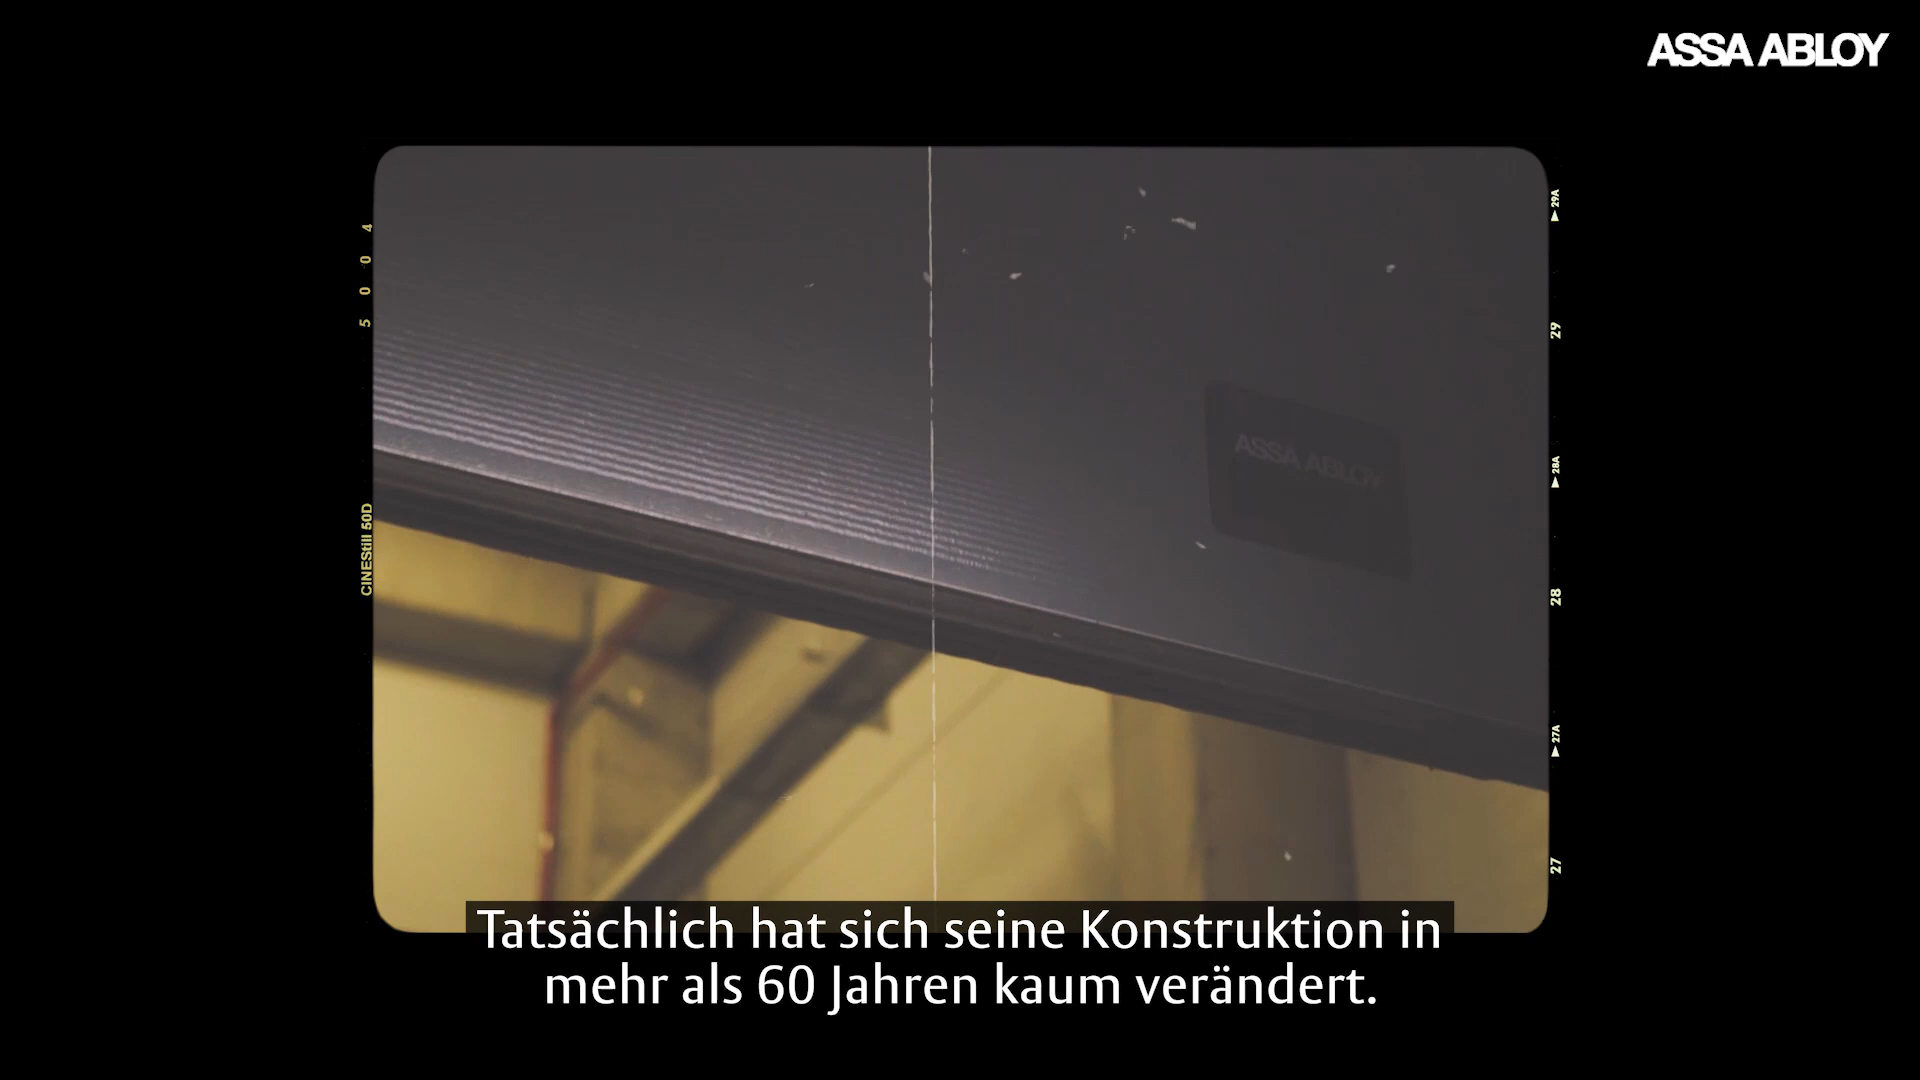 ASSA ABLOY
4
0
0
5
CINEStill 50D
ASSA ABLOY
29A
29
28A
28
27A
27
Tatsächlich hat sich seine Konstruktion in
mehr als 60 Jahren kaum verändert.